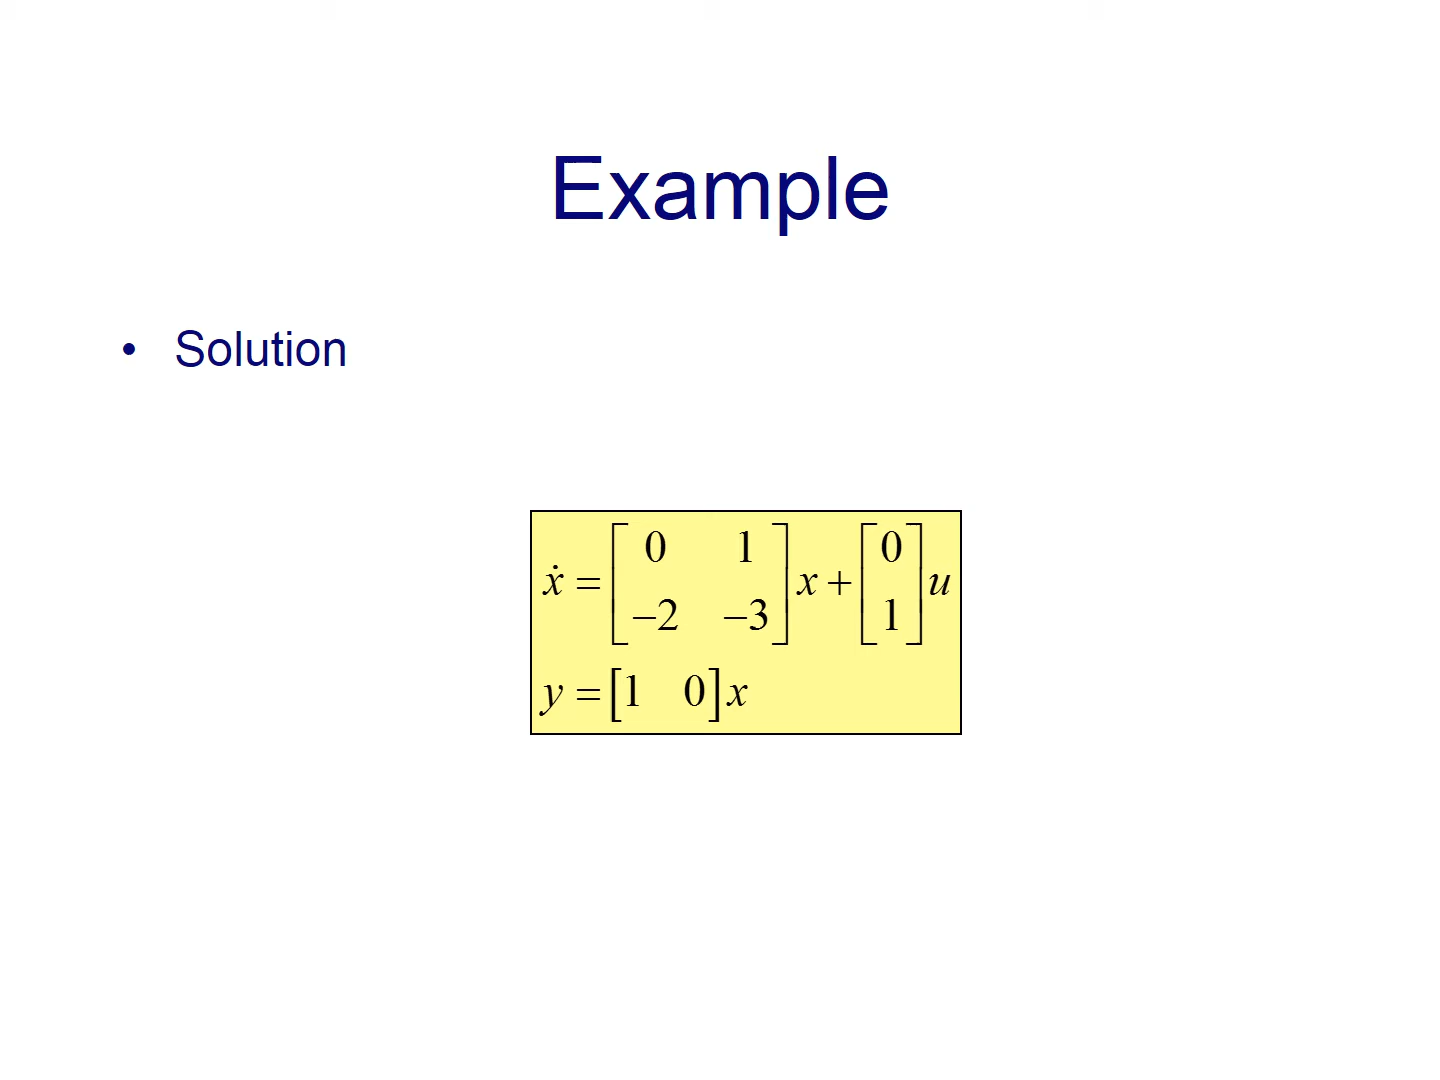 Example
• Solution
ẋ = [0 1; −2 −3] x + [0; 1] u
y = [1 0] x